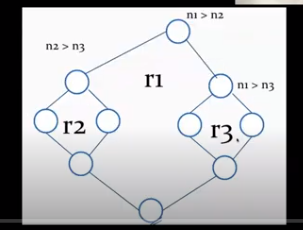 n1 > n2
n2 > n3
r1
n1 > n3
r2
r3